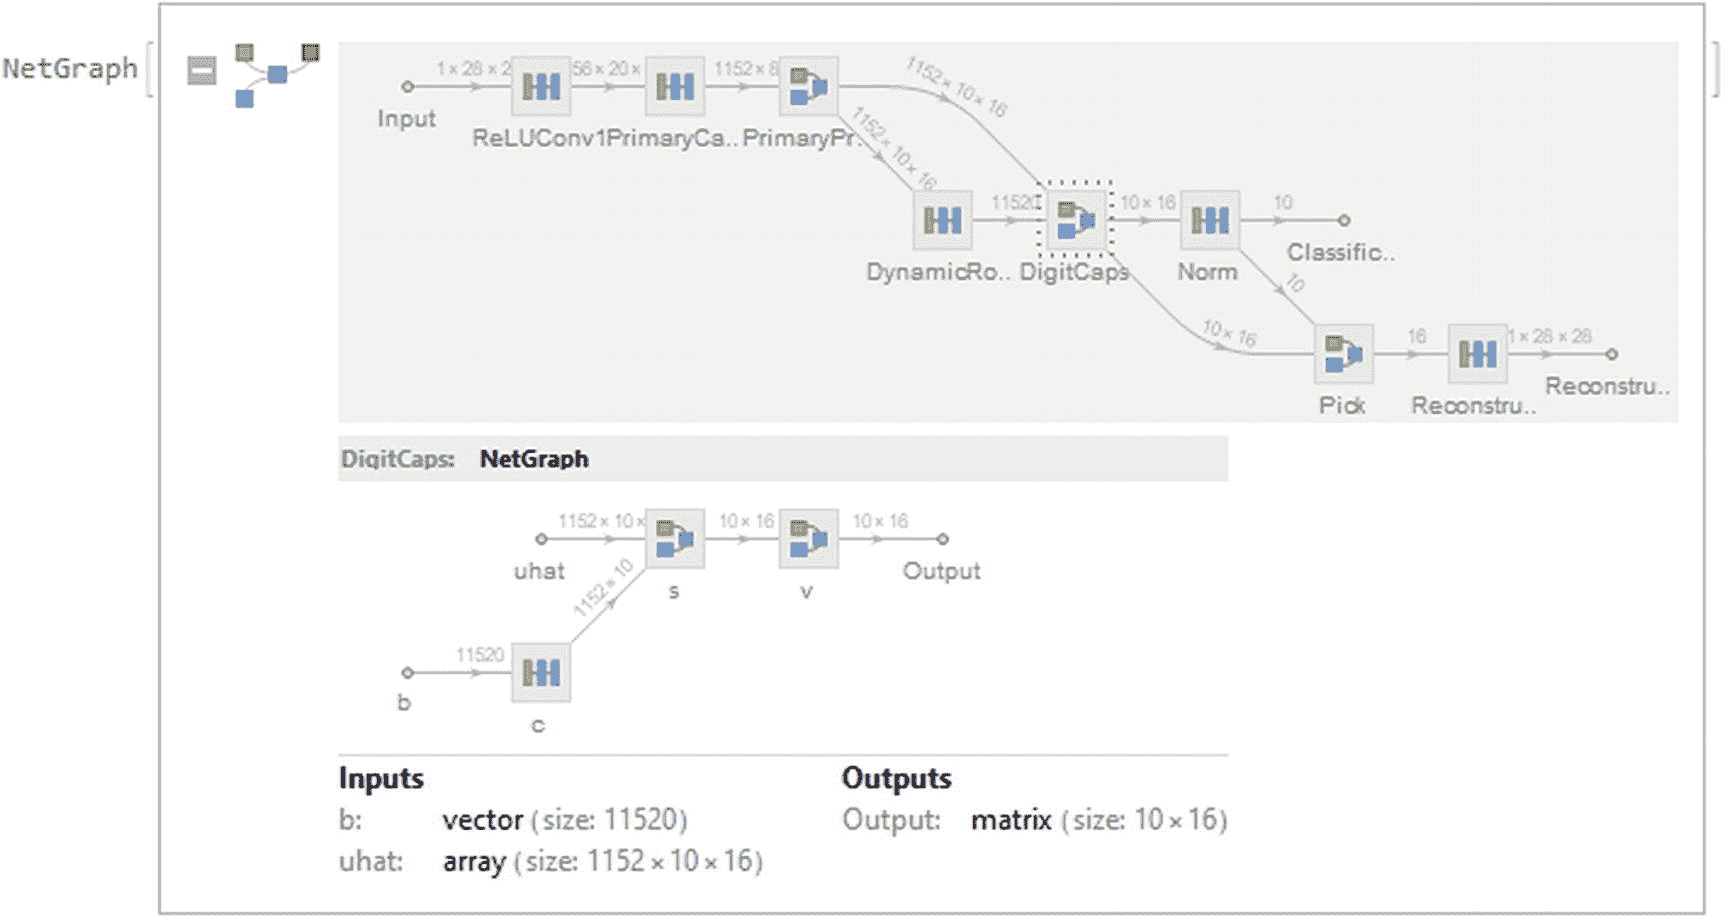 NetGraph[
]
1 × 28 × 2
56 × 20 ×
1152 × 8
1152 × 10 × 16
Input
ReLUConv1
PrimaryCa..
PrimaryPr..
1152 × 10 × 16
11520
10 × 16
10
DynamicRo..
DigitCaps
Norm
Classific..
10
10 × 16
16
1 × 28 × 28
Pick
Reconstru..
Reconstru..
DigitCaps: NetGraph
1152 × 10 ×
10 × 16
10 × 16
uhat
s
v
Output
1152 × 10
11520
b
c
Inputs
Outputs
b: vector (size: 11520)
Output: matrix (size: 10 × 16)
uhat: array (size: 1152 × 10 × 16)